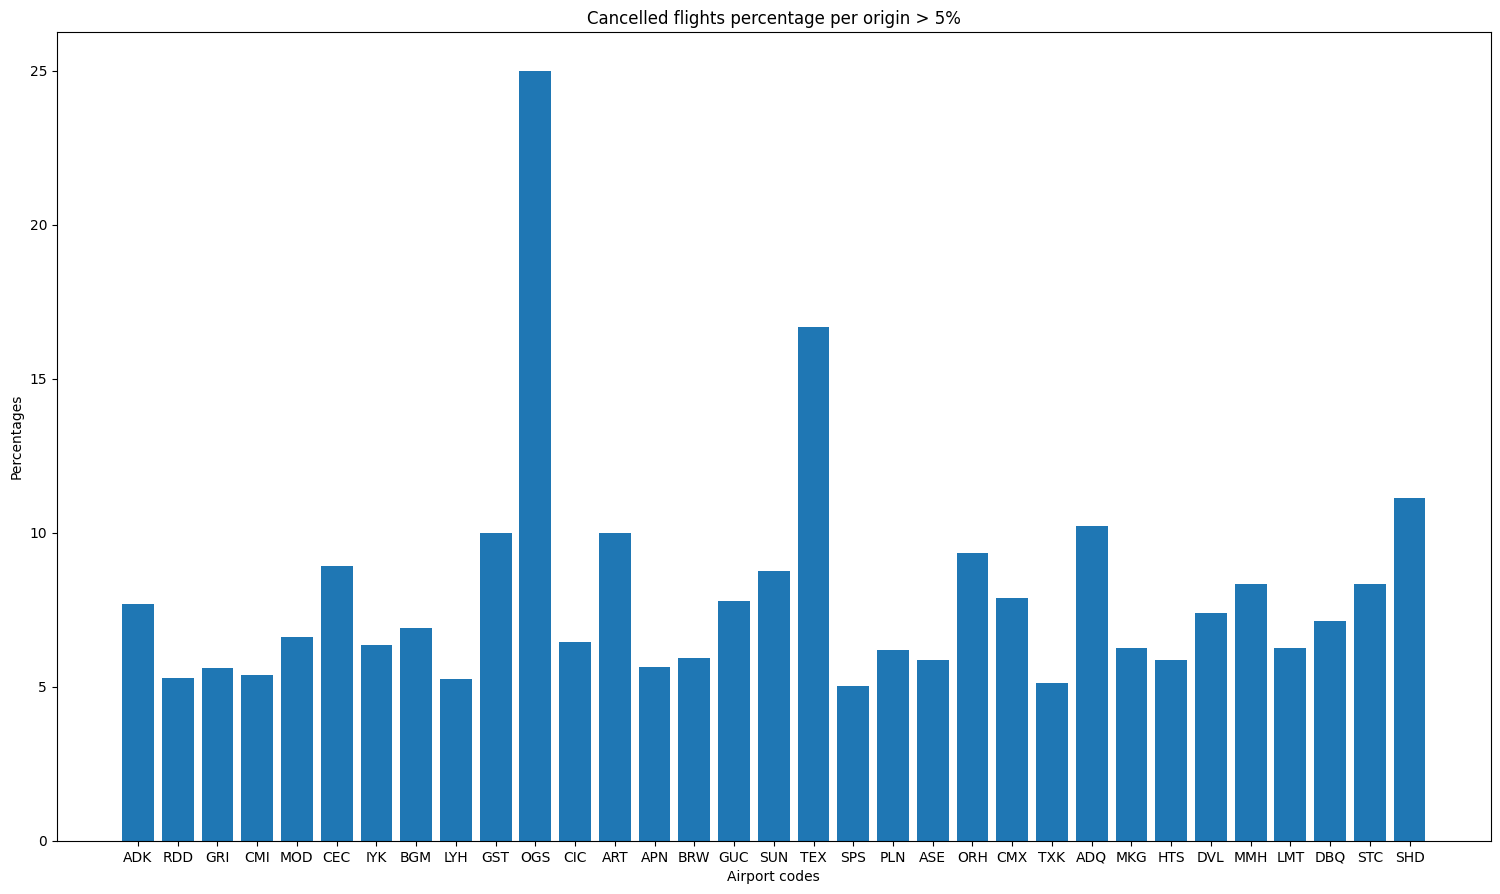 Cancelled flights percentage per origin > 5%
25
20
15
10
5
0
Percentages
ADK RDD GRI CMI MOD CEC IYK BGM LYH GST OGS CIC ART APN BRW GUC SUN TEX SPS PLN ASE ORH CMX TXK ADQ MKG HTS DVL MMH LMT DBQ STC SHD
Airport codes